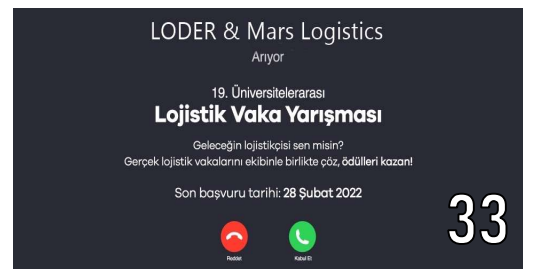 LODER & Mars Logistics
Arıyor
19. Üniversitelerarası
Lojistik Vaka Yarışması
Geleceğin lojistikçisi sen misin?
Gerçek lojistik vakalarını ekibinle birlikte çöz, ödülleri kazan!
Son başvuru tarihi: 28 Şubat 2022
33
Reddet
Kabul Et